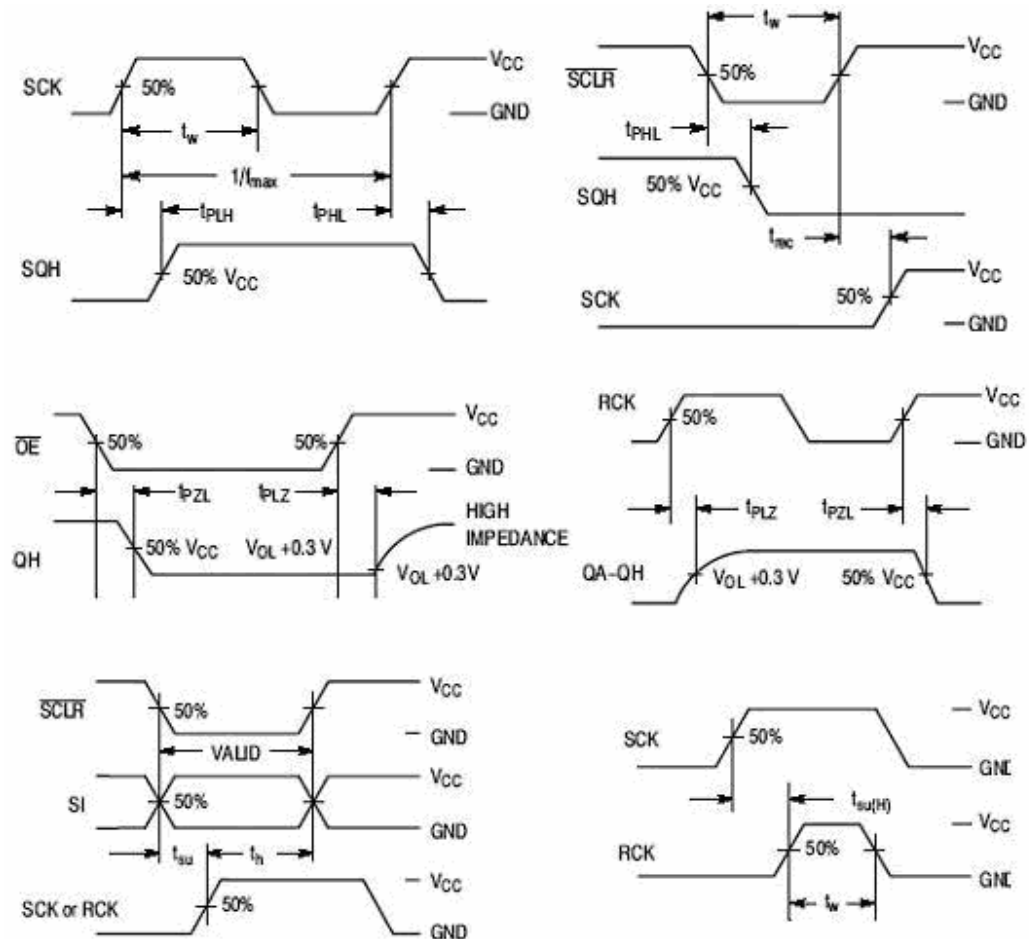 SCK
50%
VCC
GND
tw
1/fmax
tPLH
tPHL
SQH
50% VCC
tw
SCLR
50%
VCC
GND
tPHL
SQH
50% VCC
trec
SCK
50%
VCC
GND
OE
50%
50%
VCC
GND
tPZL
tPLZ
HIGH
IMPEDANCE
QH
50% VCC
VOL +0.3 V
VOL +0.3V
RCK
50%
VCC
GND
tPLZ
tPZL
QA-QH
VOL +0.3 V
50% VCC
SCLR
50%
VCC
GND
VALID
SI
50%
VCC
GND
tsu
th
SCK or RCK
50%
VCC
GND
SCK
50%
VCC
GND
tsu(H)
RCK
50%
VCC
GND
tw